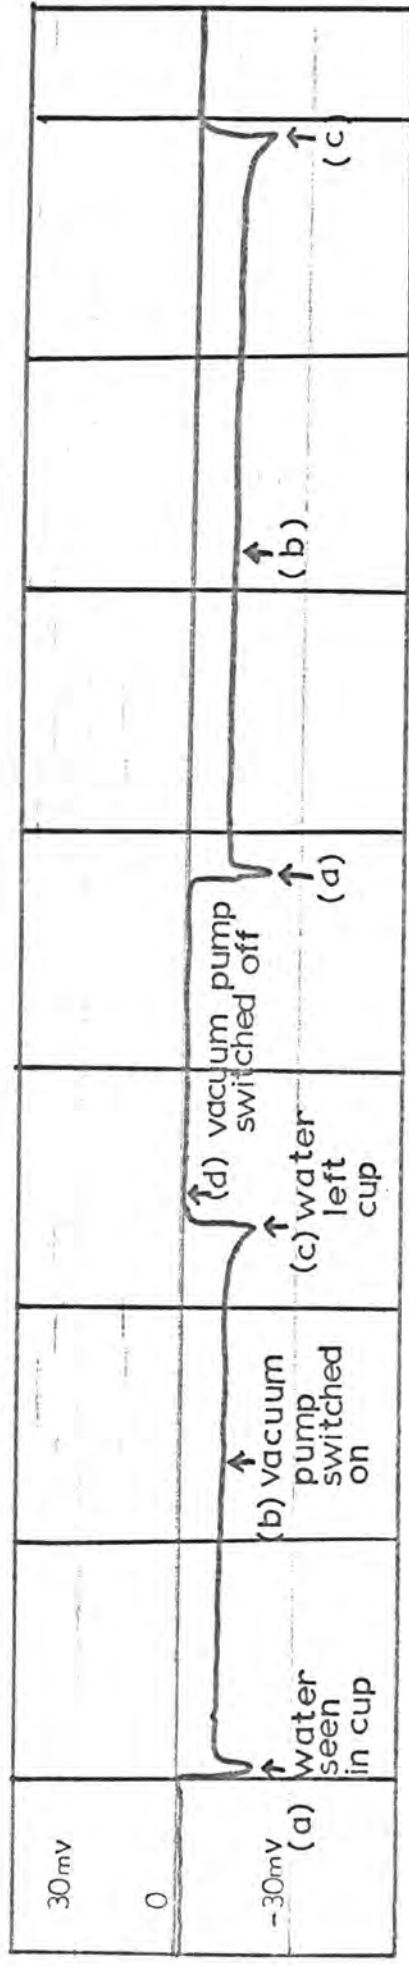 30mV
0
-30mV
(a) Water
seen
in cup
(b) Vacuum
pump
switched
on
(c) water
left
cup
(d) vacuum pump
switched off
(a)
(b)
(c)